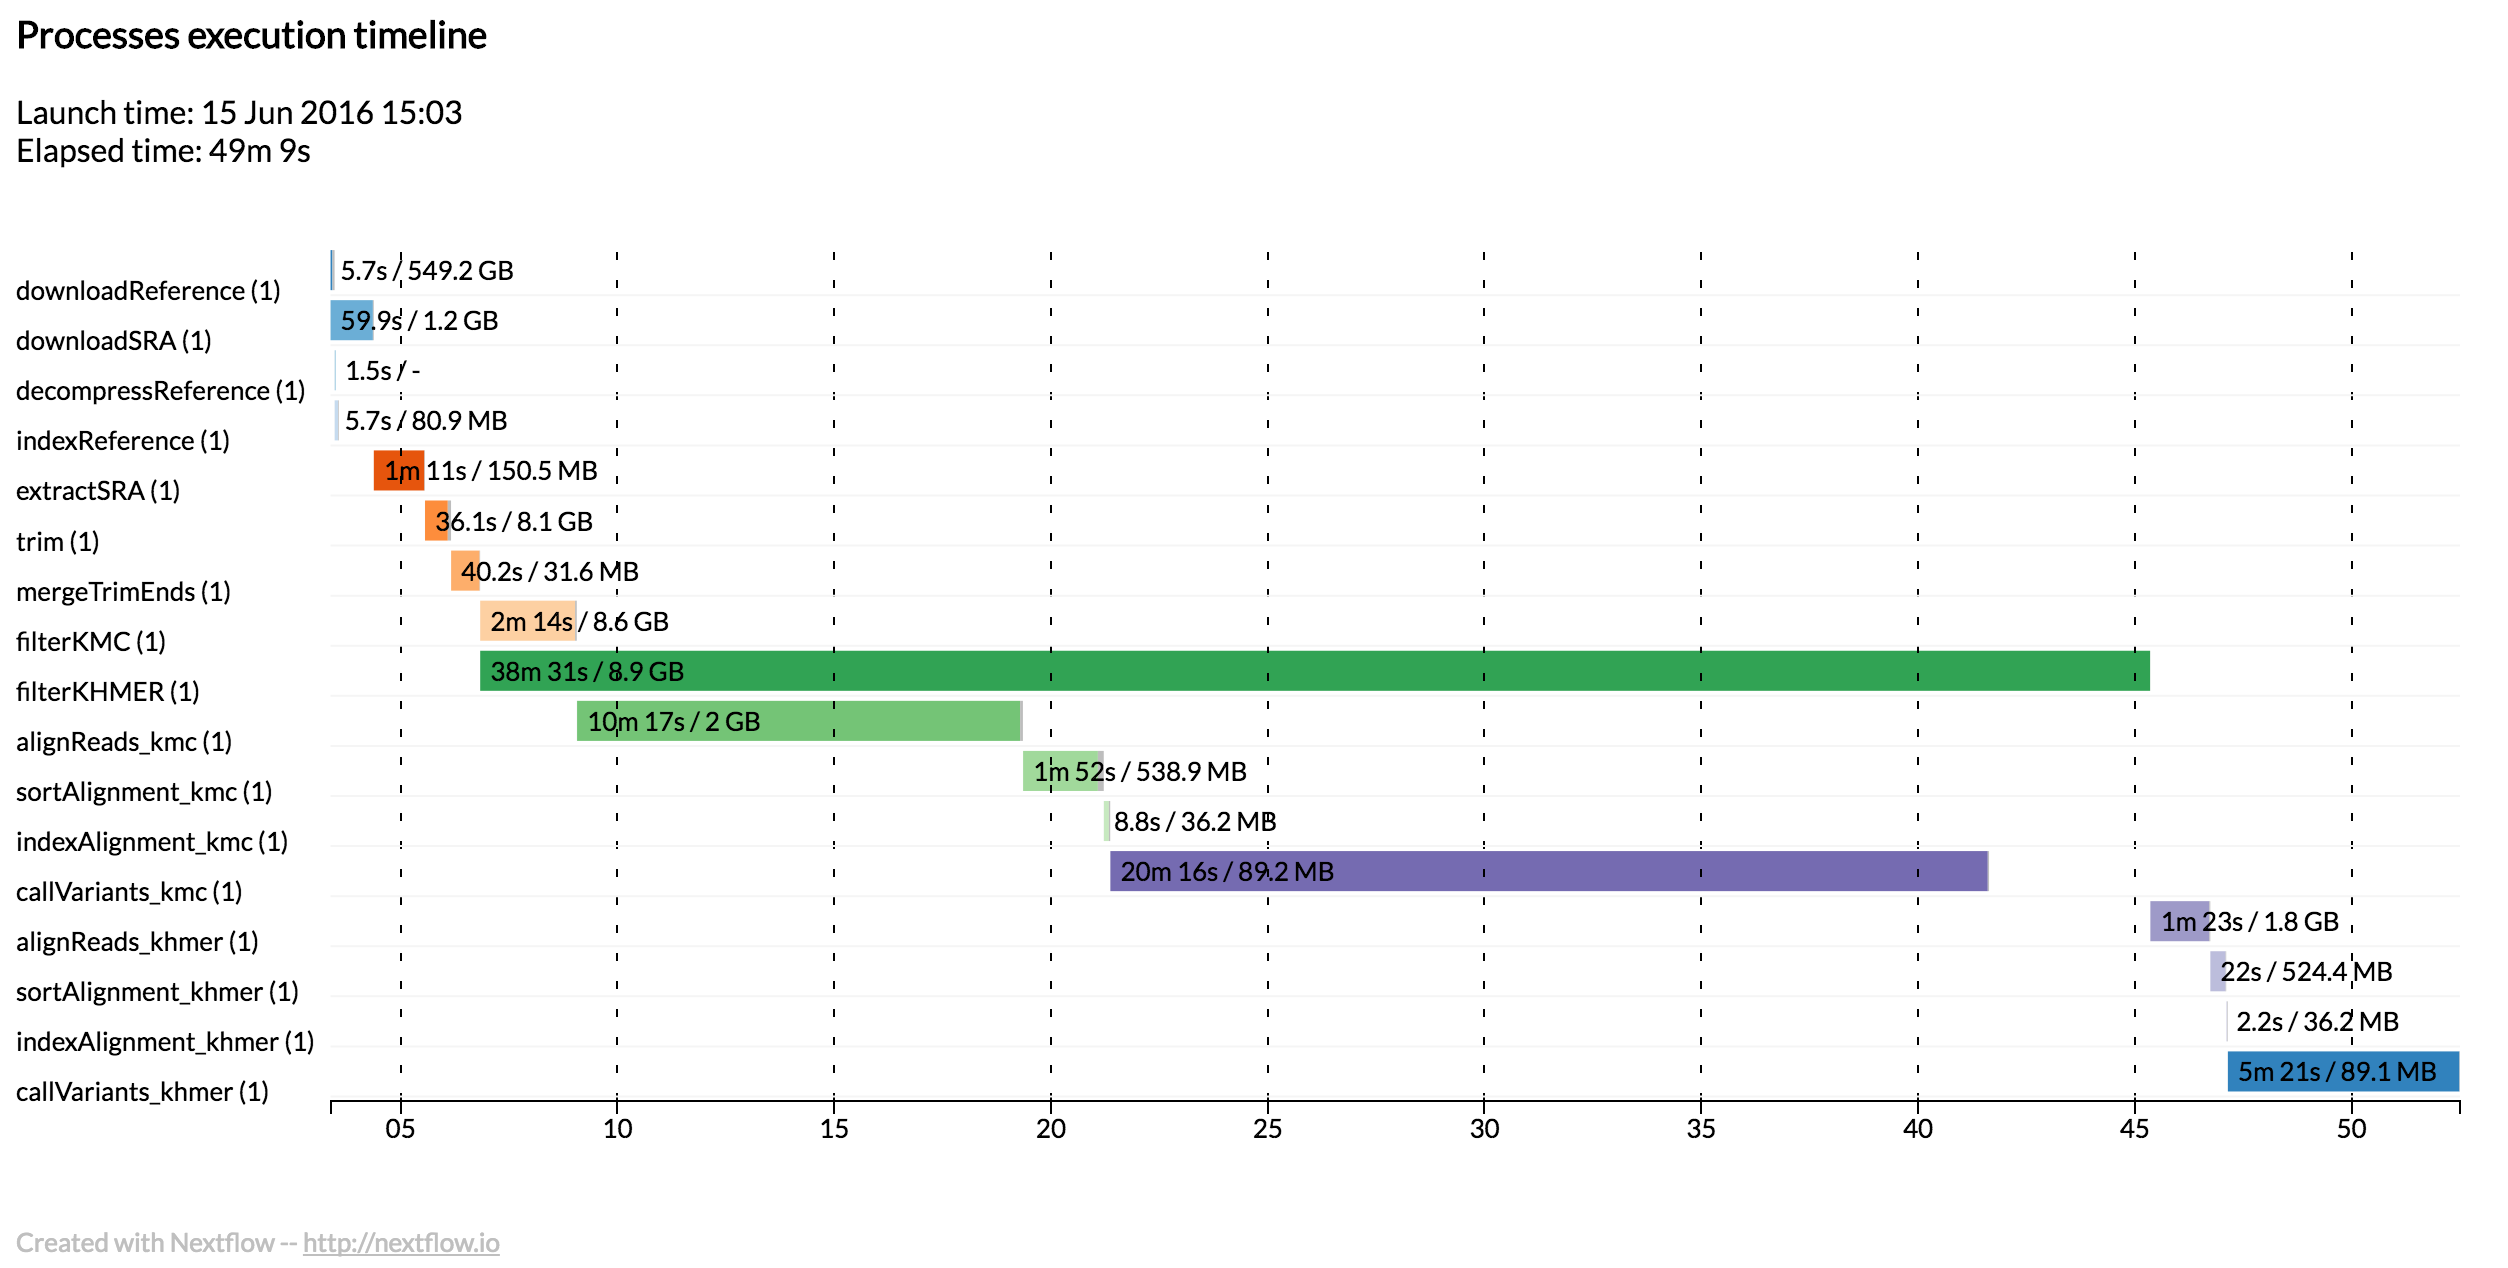 Processes execution timeline
Launch time: 15 Jun 2016 15:03
Elapsed time: 49m 9s
5.7s / 549.2 GB
downloadReference (1)
59.9s / 1.2 GB
downloadSRA (1)
1.5s / -
decompressReference (1)
5.7s / 80.9 MB
indexReference (1)
1m 11s / 150.5 MB
extractSRA (1)
36.1s / 8.1 GB
trim (1)
40.2s / 31.6 MB
mergeTrimEnds (1)
2m 14s / 8.6 GB
filterKMC (1)
38m 31s / 8.9 GB
filterKHMER (1)
10m 17s / 2 GB
alignReads_kmc (1)
1m 52s / 538.9 MB
sortAlignment_kmc (1)
8.8s / 36.2 MB
indexAlignment_kmc (1)
20m 16s / 89.2 MB
callVariants_kmc (1)
1m 23s / 1.8 GB
alignReads_khmer (1)
22s / 524.4 MB
sortAlignment_khmer (1)
2.2s / 36.2 MB
indexAlignment_khmer (1)
5m 21s / 89.1 MB
callVariants_khmer (1)
05 10 15 20 25 30 35 40 45 50
Created with Nextflow -- http://nextflow.io